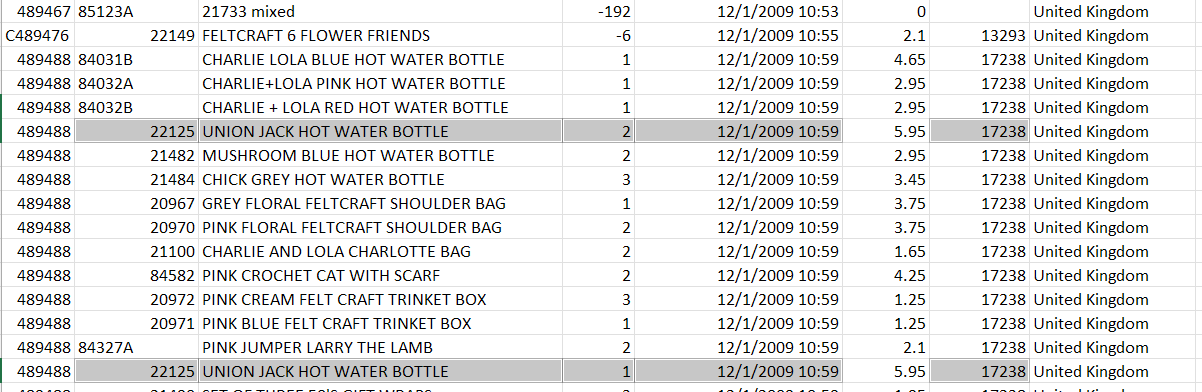 489467 85123A 21733 mixed -192 12/1/2009 10:53 0 United Kingdom
C489476 22149 FELTCRAFT 6 FLOWER FRIENDS -6 12/1/2009 10:55 2.1 13293 United Kingdom
489488 84031B CHARLIE LOLA BLUE HOT WATER BOTTLE 1 12/1/2009 10:59 4.65 17238 United Kingdom
489488 84032A CHARLIE+LOLA PINK HOT WATER BOTTLE 1 12/1/2009 10:59 2.95 17238 United Kingdom
489488 84032B CHARLIE + LOLA RED HOT WATER BOTTLE 1 12/1/2009 10:59 2.95 17238 United Kingdom
489488 22125 UNION JACK HOT WATER BOTTLE 2 12/1/2009 10:59 5.95 17238 United Kingdom
489488 21482 MUSHROOM BLUE HOT WATER BOTTLE 2 12/1/2009 10:59 2.95 17238 United Kingdom
489488 21484 CHICK GREY HOT WATER BOTTLE 3 12/1/2009 10:59 3.45 17238 United Kingdom
489488 20967 GREY FLORAL FELTCRAFT SHOULDER BAG 1 12/1/2009 10:59 3.75 17238 United Kingdom
489488 20970 PINK FLORAL FELTCRAFT SHOULDER BAG 2 12/1/2009 10:59 3.75 17238 United Kingdom
489488 21100 CHARLIE AND LOLA CHARLOTTE BAG 2 12/1/2009 10:59 1.65 17238 United Kingdom
489488 84582 PINK CROCHET CAT WITH SCARF 2 12/1/2009 10:59 4.25 17238 United Kingdom
489488 20972 PINK CREAM FELT CRAFT TRINKET BOX 3 12/1/2009 10:59 1.25 17238 United Kingdom
489488 20971 PINK BLUE FELT CRAFT TRINKET BOX 1 12/1/2009 10:59 1.25 17238 United Kingdom
489488 84327A PINK JUMPER LARRY THE LAMB 2 12/1/2009 10:59 2.1 17238 United Kingdom
489488 22125 UNION JACK HOT WATER BOTTLE 1 12/1/2009 10:59 5.95 17238 United Kingdom